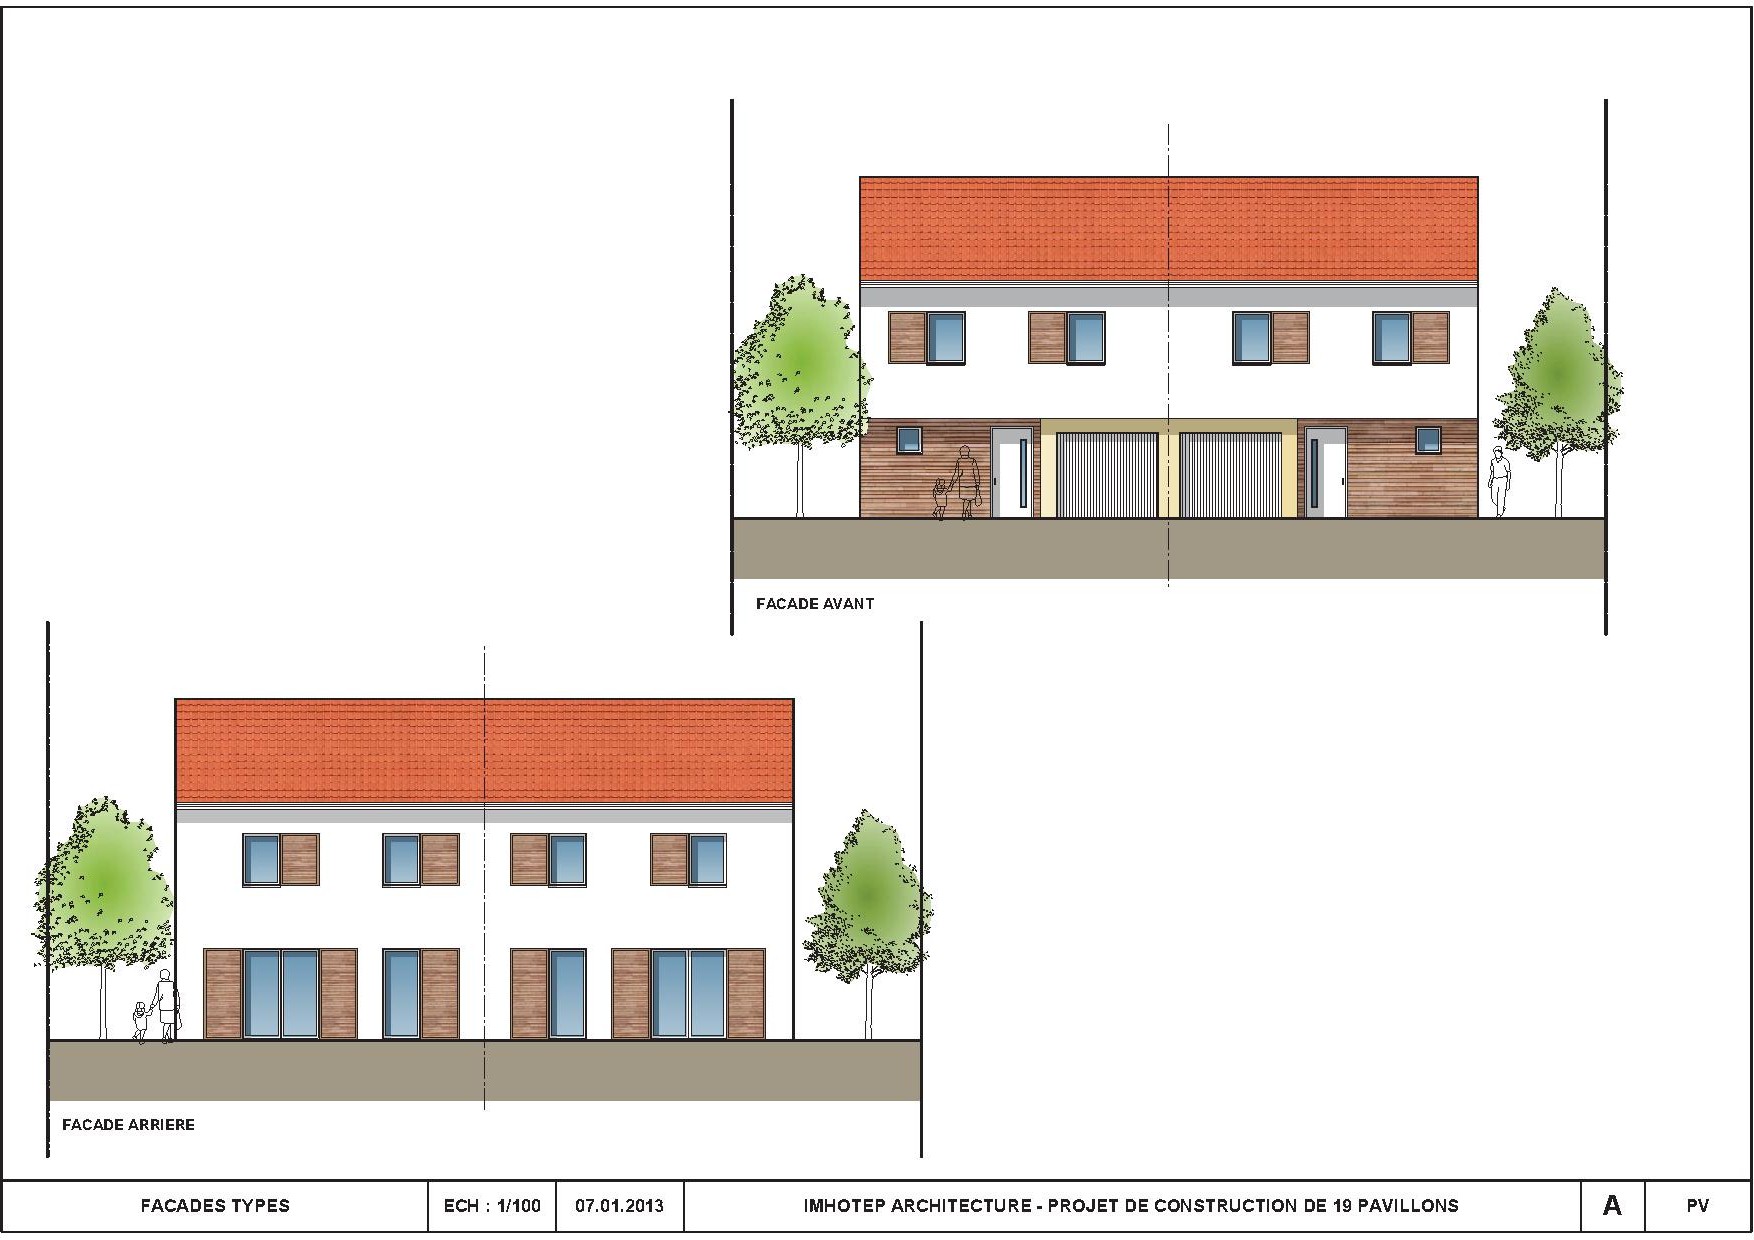 FACADE AVANT
FACADE ARRIERE
FACADES TYPES
ECH : 1/100
07.01.2013
IMHOTEP ARCHITECTURE - PROJET DE CONSTRUCTION DE 19 PAVILLONS
A
PV